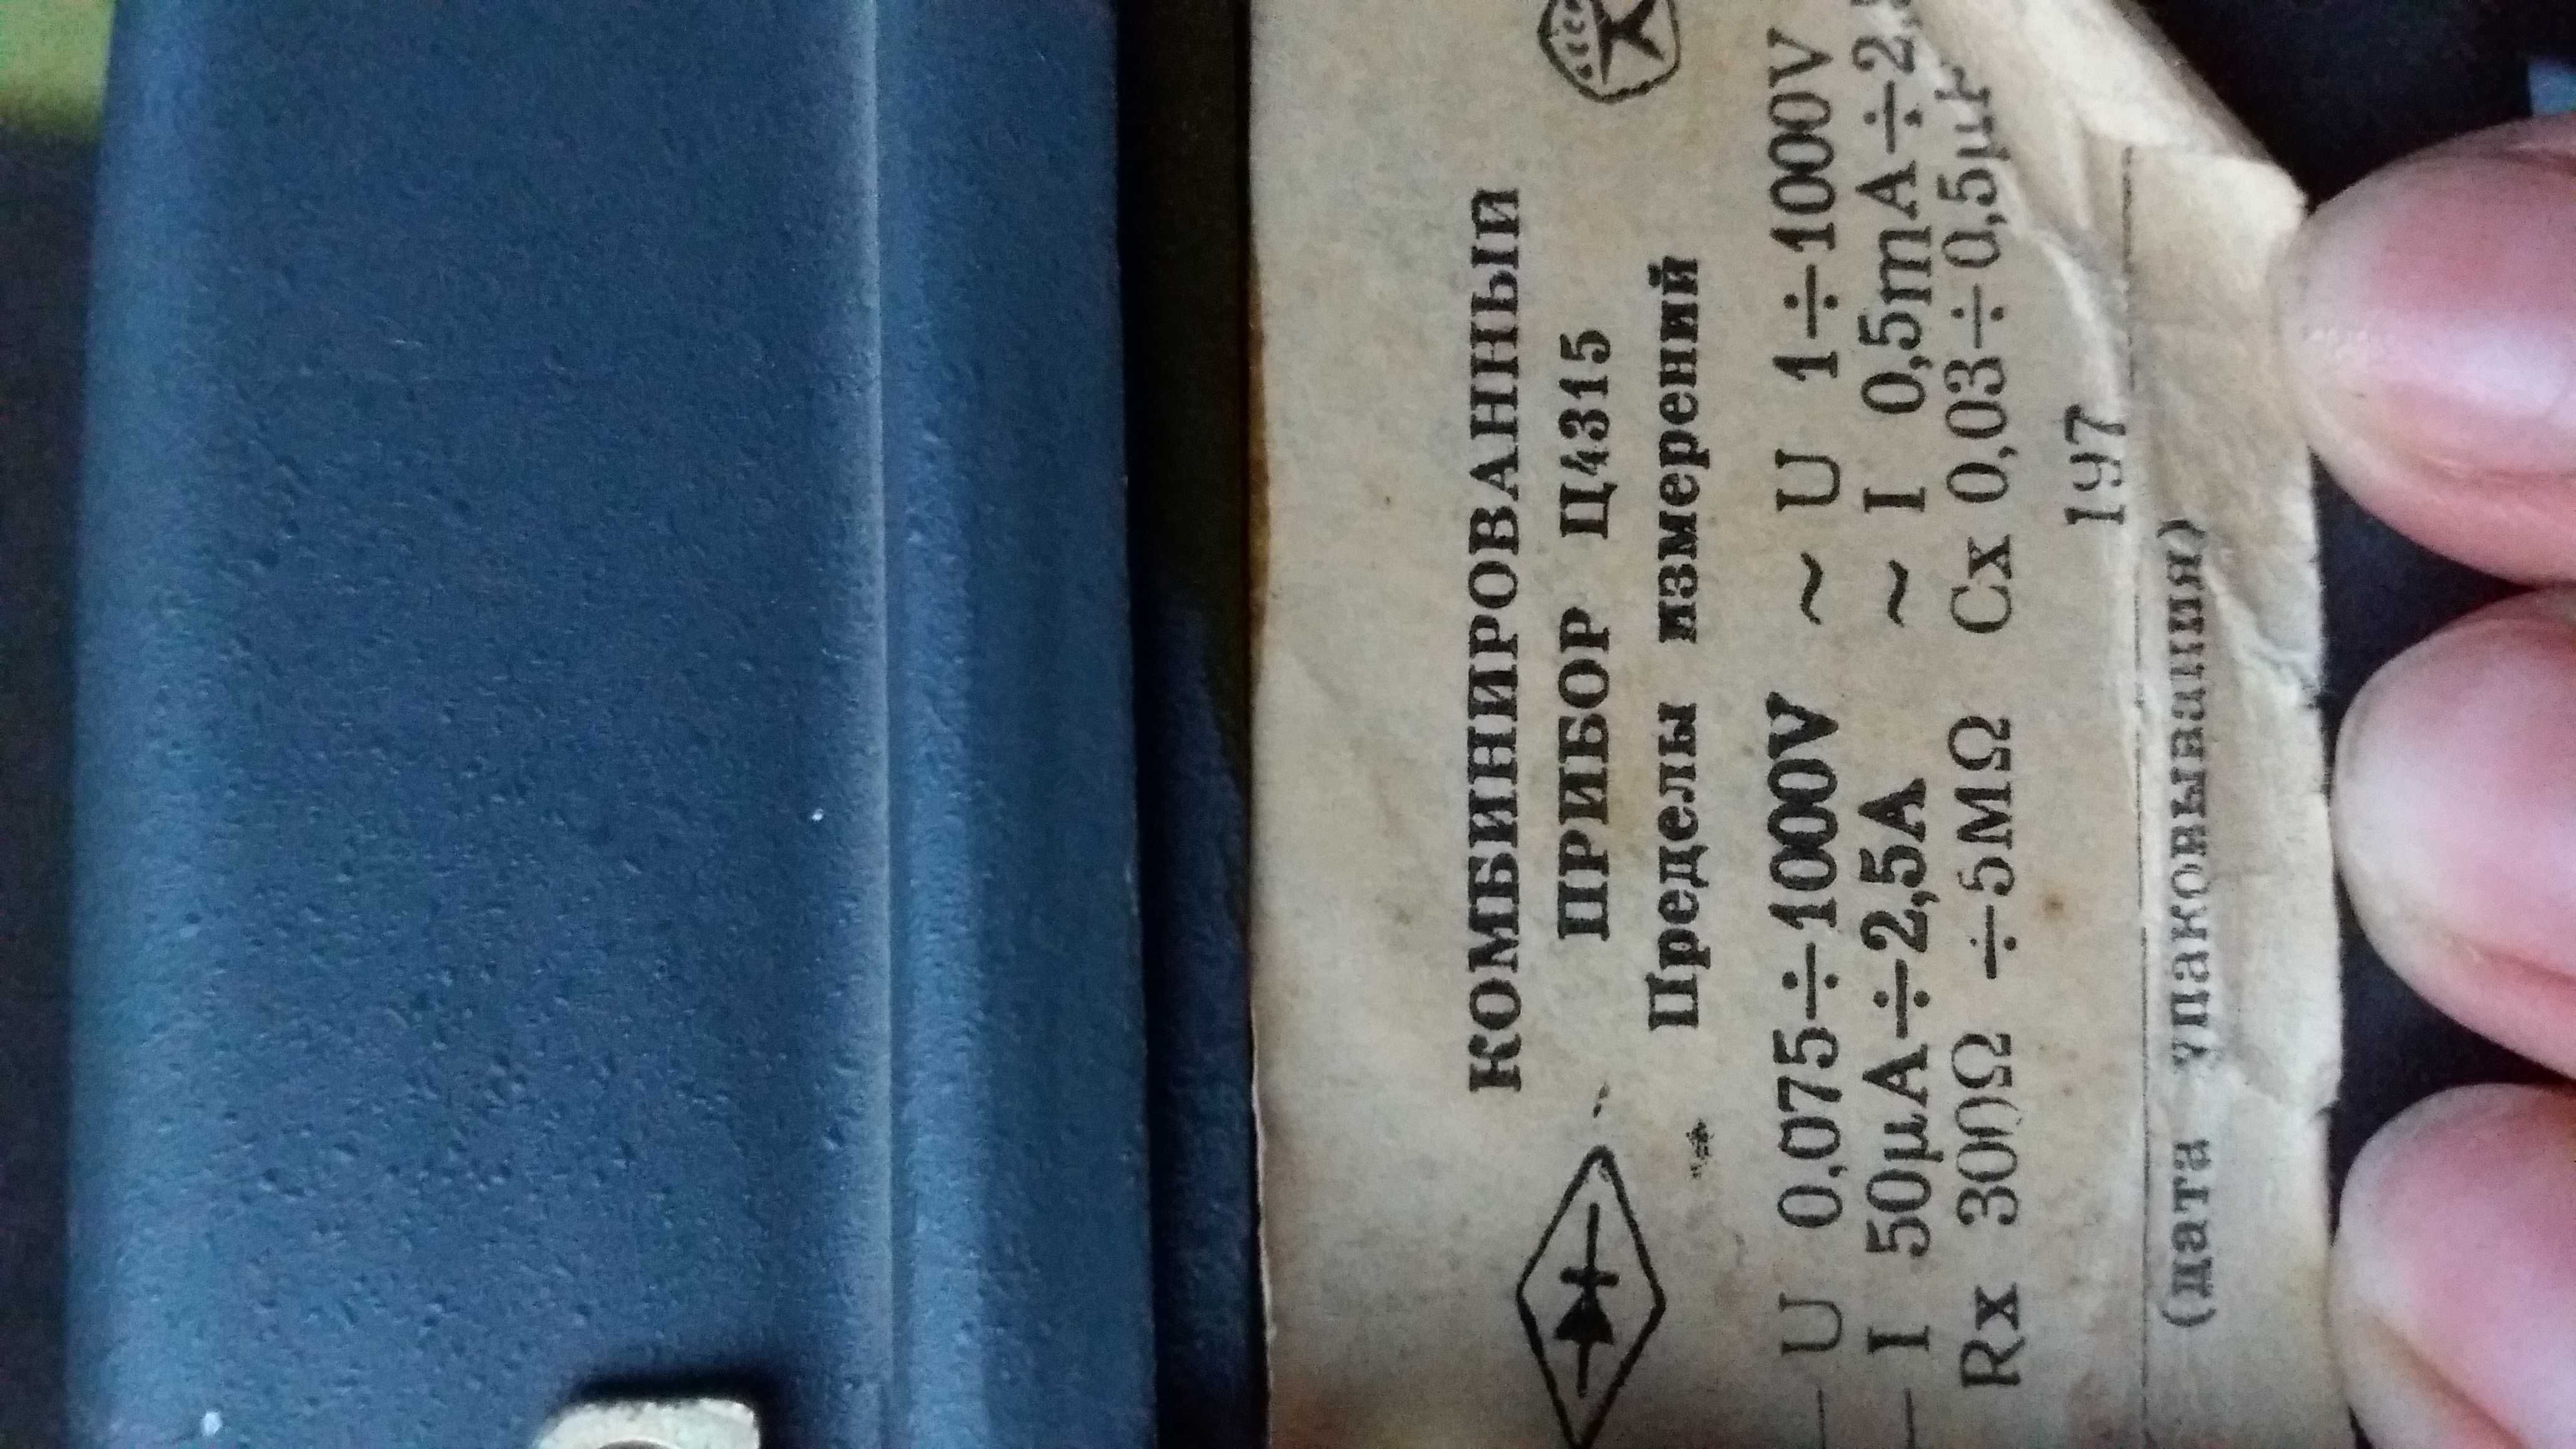 СССР
КОМБИНИРОВАННЫЙ
ПРИБОР Ц4315
Пределы измерений
— U 0,075÷1000V ~ U 1÷1000V
— I 50μA÷2,5A ~ I 0,5mA÷2,
Rx 300Ω ÷5MΩ Cx 0,03÷0,5μF
197
(дата упаковывания)